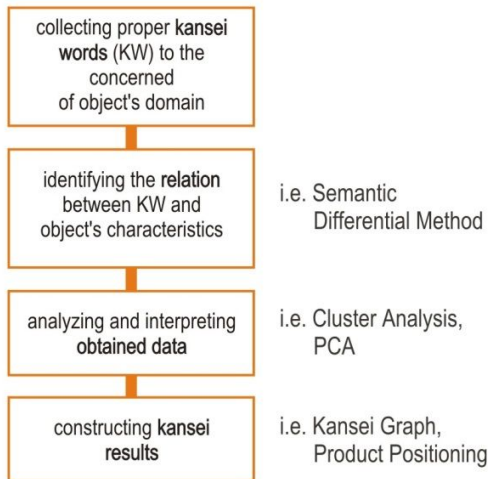 collecting proper kansei
words (KW) to the
concerned
of object's domain
identifying the relation
between KW and
object's characteristics
i.e. Semantic
Differential Method
analyzing and interpreting
obtained data
i.e. Cluster Analysis,
PCA
constructing kansei
results
i.e. Kansei Graph,
Product Positioning